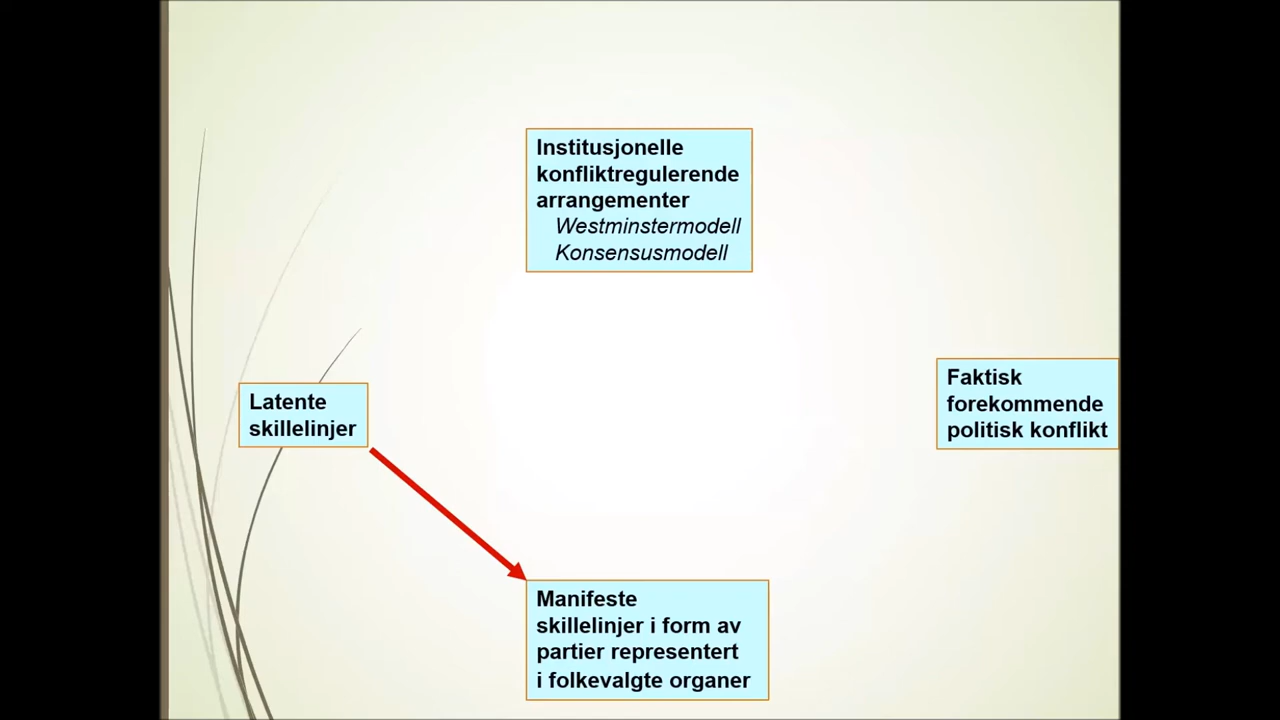 Institusjonelle
konfliktregulerende
arrangementer
Westminstermodell
Konsensusmodell
Latente
skillelinjer
Faktisk
forekommende
politisk konflikt
Manifeste
skillelinjer i form av
partier representert
i folkevalgte organer